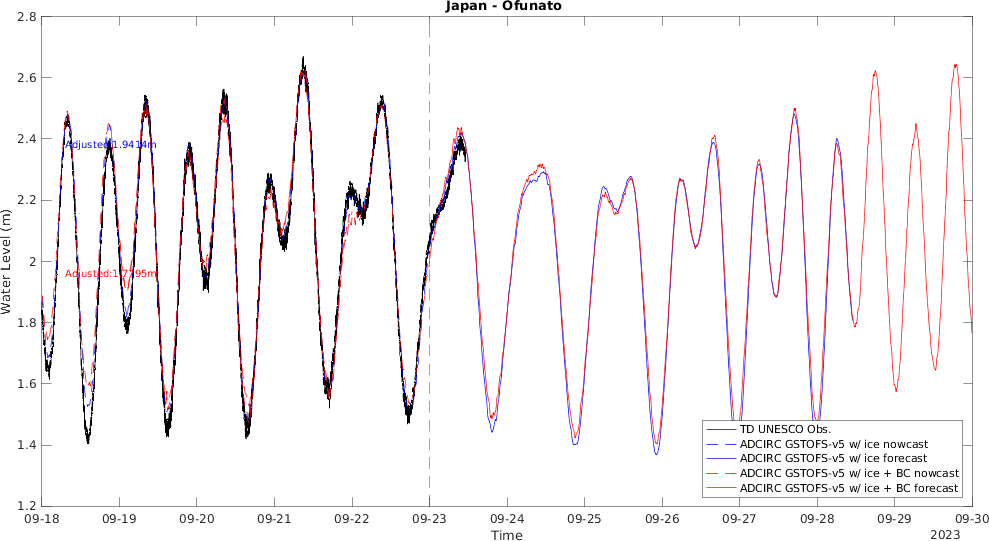 Japan - Ofunato
2.8
2.6
2.4
2.2
2
1.8
1.6
1.4
1.2
Water Level (m)
Adjusted:1.9414m
Adjusted:1.7795m
TD UNESCO Obs.
ADCIRC GSTOFS-v5 w/ ice nowcast
ADCIRC GSTOFS-v5 w/ ice forecast
ADCIRC GSTOFS-v5 w/ ice + BC nowcast
ADCIRC GSTOFS-v5 w/ ice + BC forecast
09-18 09-19 09-20 09-21 09-22 09-23 09-24 09-25 09-26 09-27 09-28 09-29 09-30
Time
2023